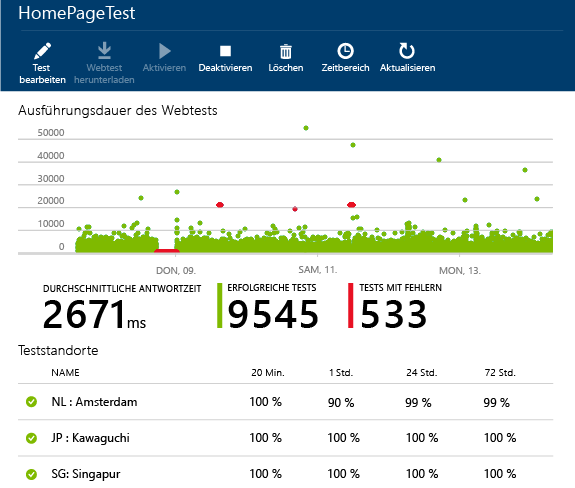 HomePageTest
Test bearbeiten
Webtest herunterladen
Aktivieren
Deaktivieren
Löschen
Zeitbereich
Aktualisieren
Ausführungsdauer des Webtests
50000
40000
30000
20000
10000
0
DON, 09.
SAM, 11.
MON, 13.
DURCHSCHNITTLICHE ANTWORTZEIT
2671ms
ERFOLGREICHE TESTS
9545
TESTS MIT FEHLERN
533
Teststandorte
NAME 20 Min. 1 Std. 24 Std. 72 Std.
NL : Amsterdam 100 % 90 % 99 % 99 %
JP : Kawaguchi 100 % 100 % 100 % 100 %
SG: Singapur 100 % 100 % 100 % 100 %